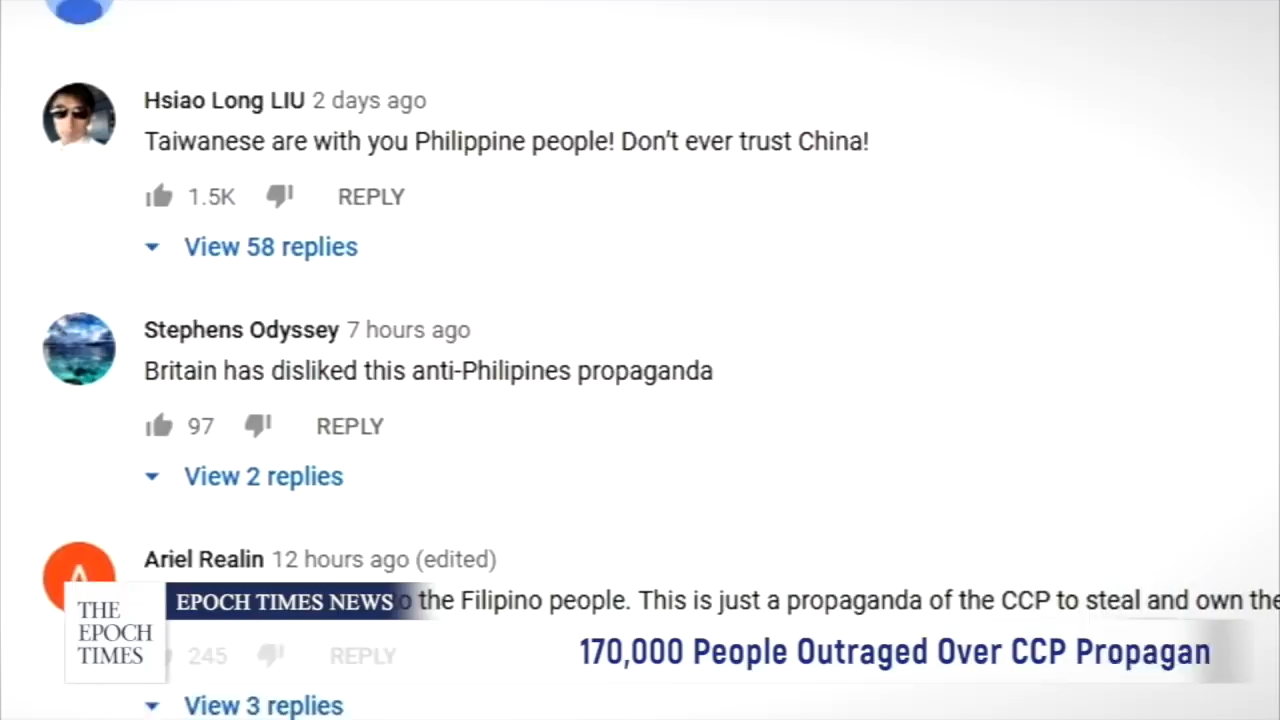 Hsiao Long LIU 2 days ago
Taiwanese are with you Philippine people! Don't ever trust China!
1.5K REPLY
View 58 replies
Stephens Odyssey 7 hours ago
Britain has disliked this anti-Philipines propaganda
97 REPLY
View 2 replies
Ariel Realin 12 hours ago (edited)
the Filipino people. This is just a propaganda of the CCP to steal and own the
THE
EPOCH
TIMES
EPOCH TIMES NEWS
170,000 People Outraged Over CCP Propagan
245 REPLY
View 3 replies